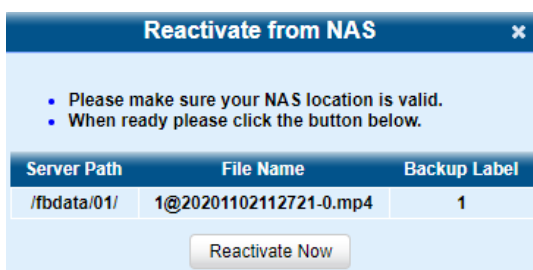 Reactivate from NAS ×
• Please make sure your NAS location is valid.
• When ready please click the button below.
Server Path File Name Backup Label
/fbdata/01/ 1@20201102112721-0.mp4 1
Reactivate Now